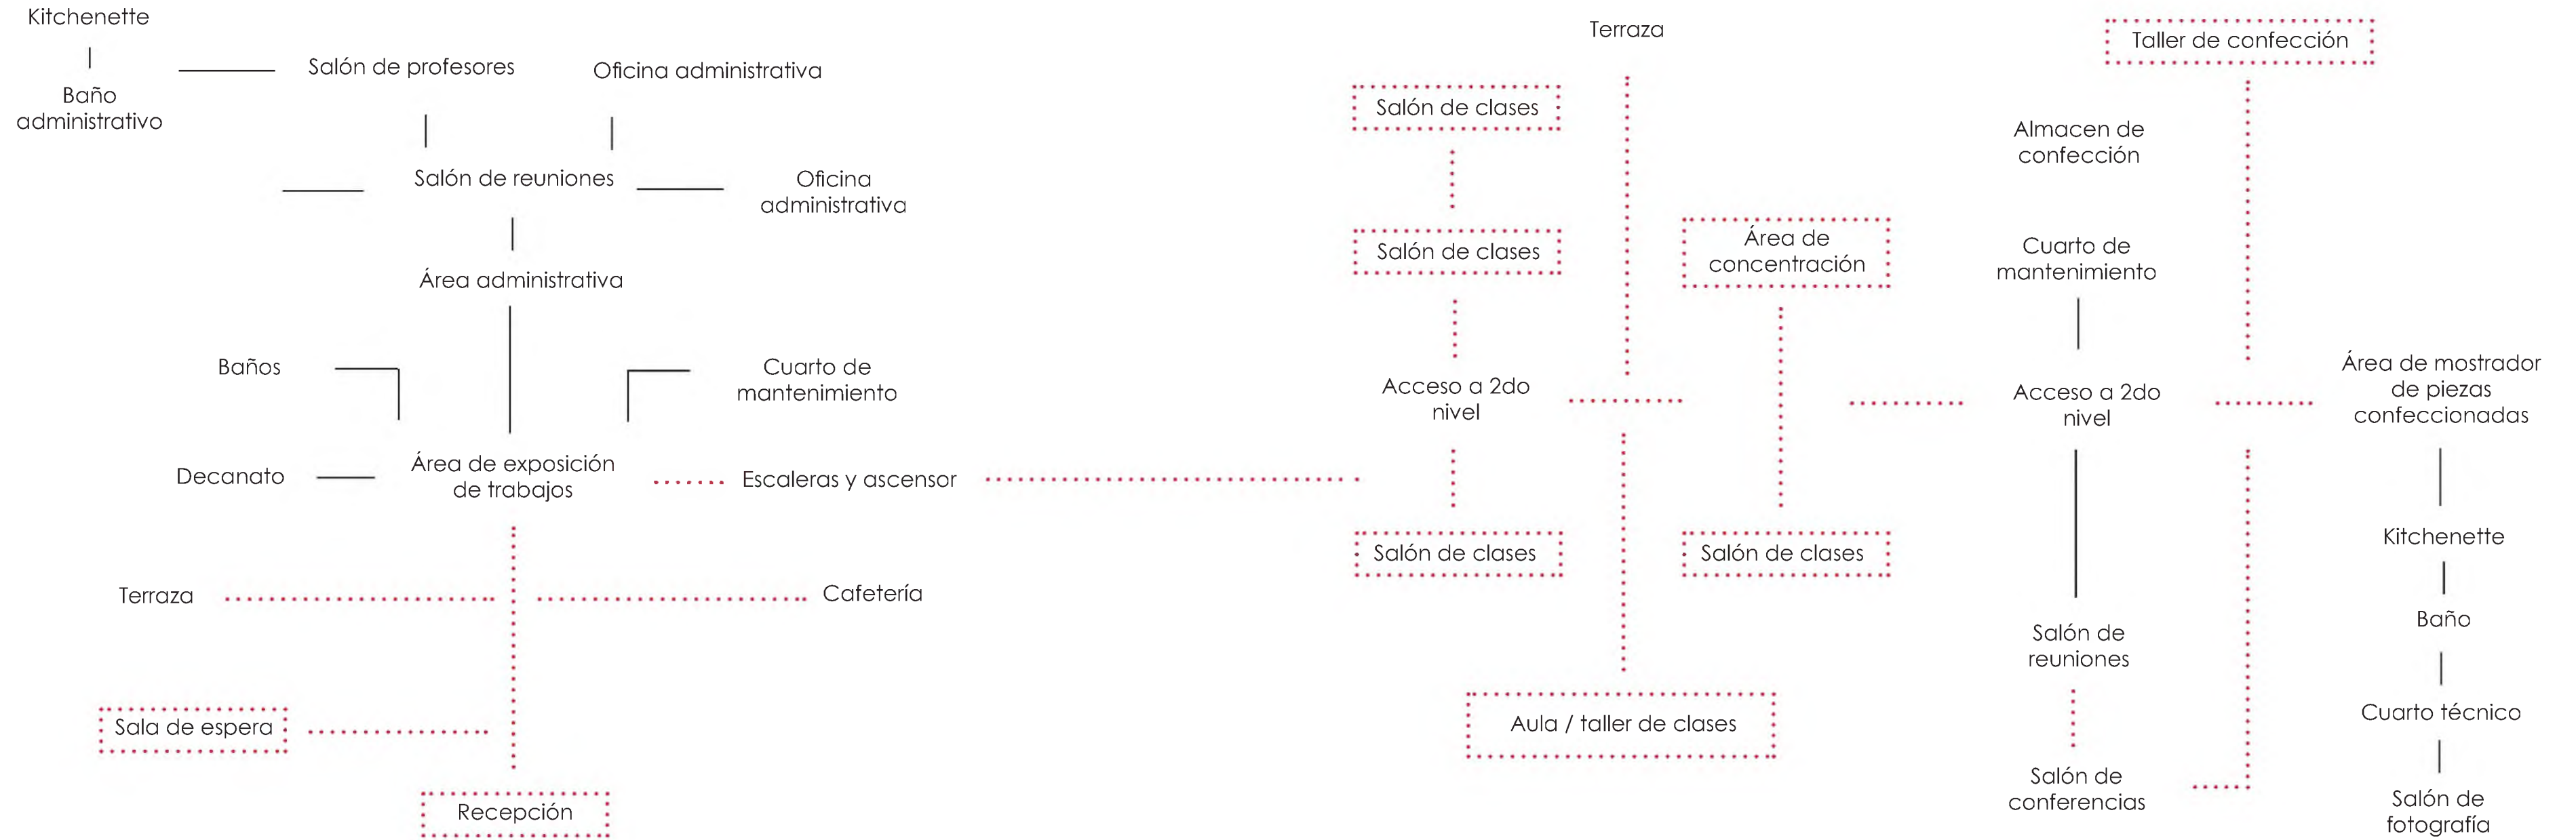 Kitchenette
Baño
administrativo
Salón de profesores
Oficina administrativa
Salón de reuniones
Oficina
administrativa
Área administrativa
Baños
Cuarto de
mantenimiento
Decanato
Área de exposición
de trabajos
Escaleras y ascensor
Terraza
Cafetería
Sala de espera
Recepción
Terraza
Salón de clases
Salón de clases
Área de
concentración
Acceso a 2do
nivel
Salón de clases
Salón de clases
Aula / taller de clases
Taller de confección
Almacen de
confección
Cuarto de
mantenimiento
Acceso a 2do
nivel
Área de mostrador
de piezas
confeccionadas
Salón de
reuniones
Salón de
conferencias
Kitchenette
Baño
Cuarto técnico
Salón de
fotografía